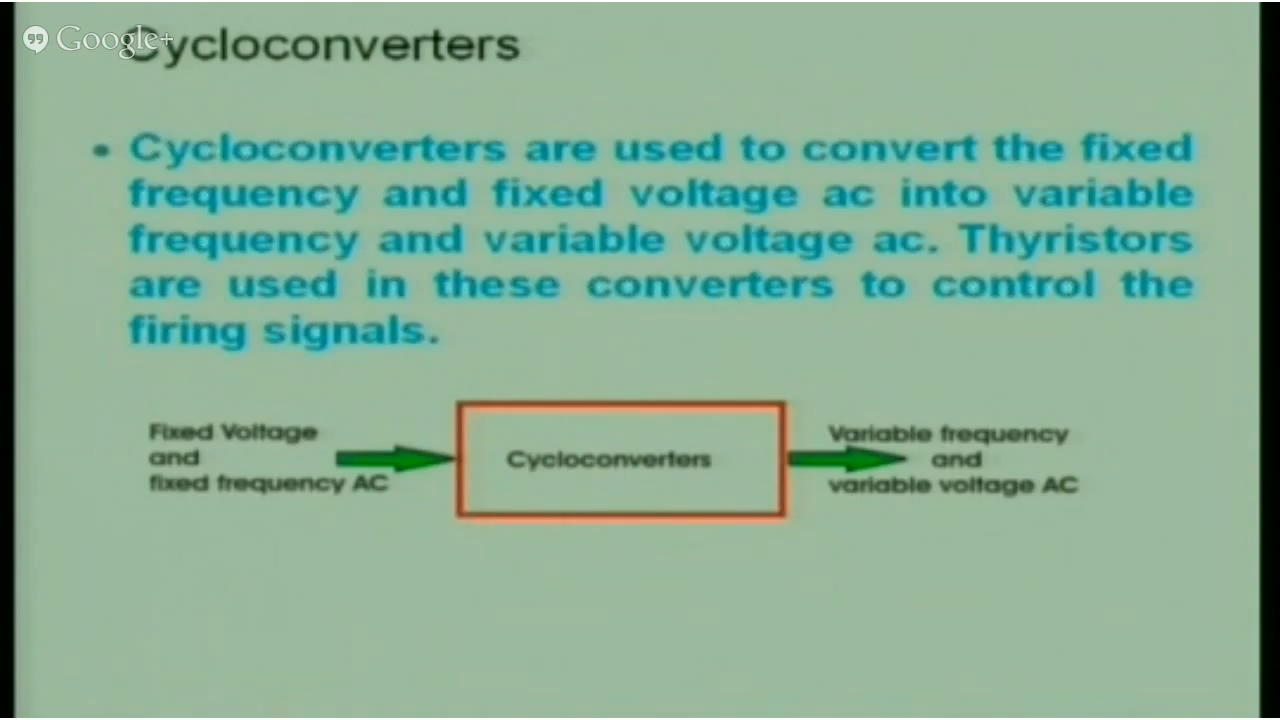 Google+
Cycloconverters
• Cycloconverters are used to convert the fixed
frequency and fixed voltage ac into variable
frequency and variable voltage ac. Thyristors
are used in these converters to control the
firing signals.
Fixed Voltage
and
fixed frequency AC
Cycloconverters
Variable frequency
and
variable voltage AC